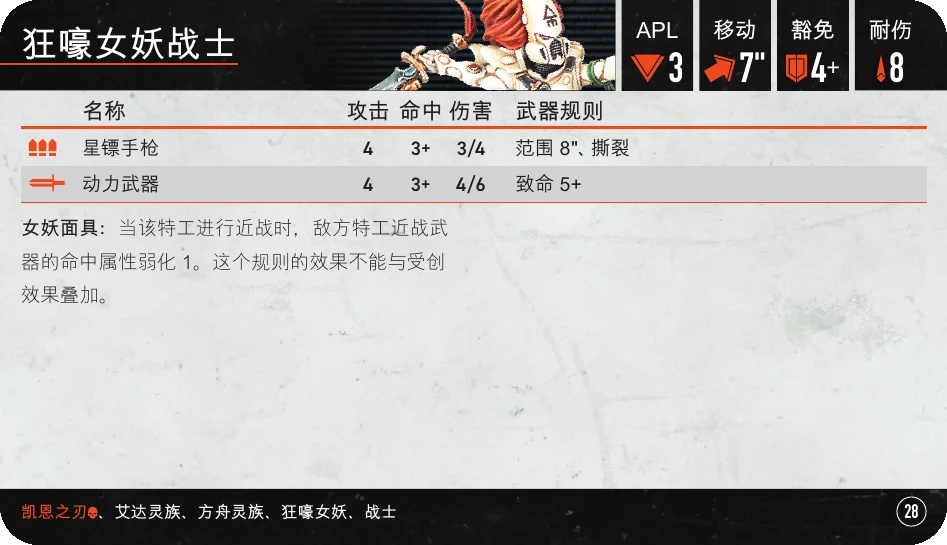 狂嚎女妖战士
APL 移动 豁免 耐伤
3 7" 4+ 8
名称 攻击 命中 伤害 武器规则
星镖手枪 4 3+ 3/4 范围 8"、撕裂
动力武器 4 3+ 4/6 致命 5+
女妖面具：当该特工进行近战时，敌方特工近战武
器的命中属性弱化 1。这个规则的效果不能与受创
效果叠加。
凯恩之刃、艾达灵族、方舟灵族、狂嚎女妖、战士
28